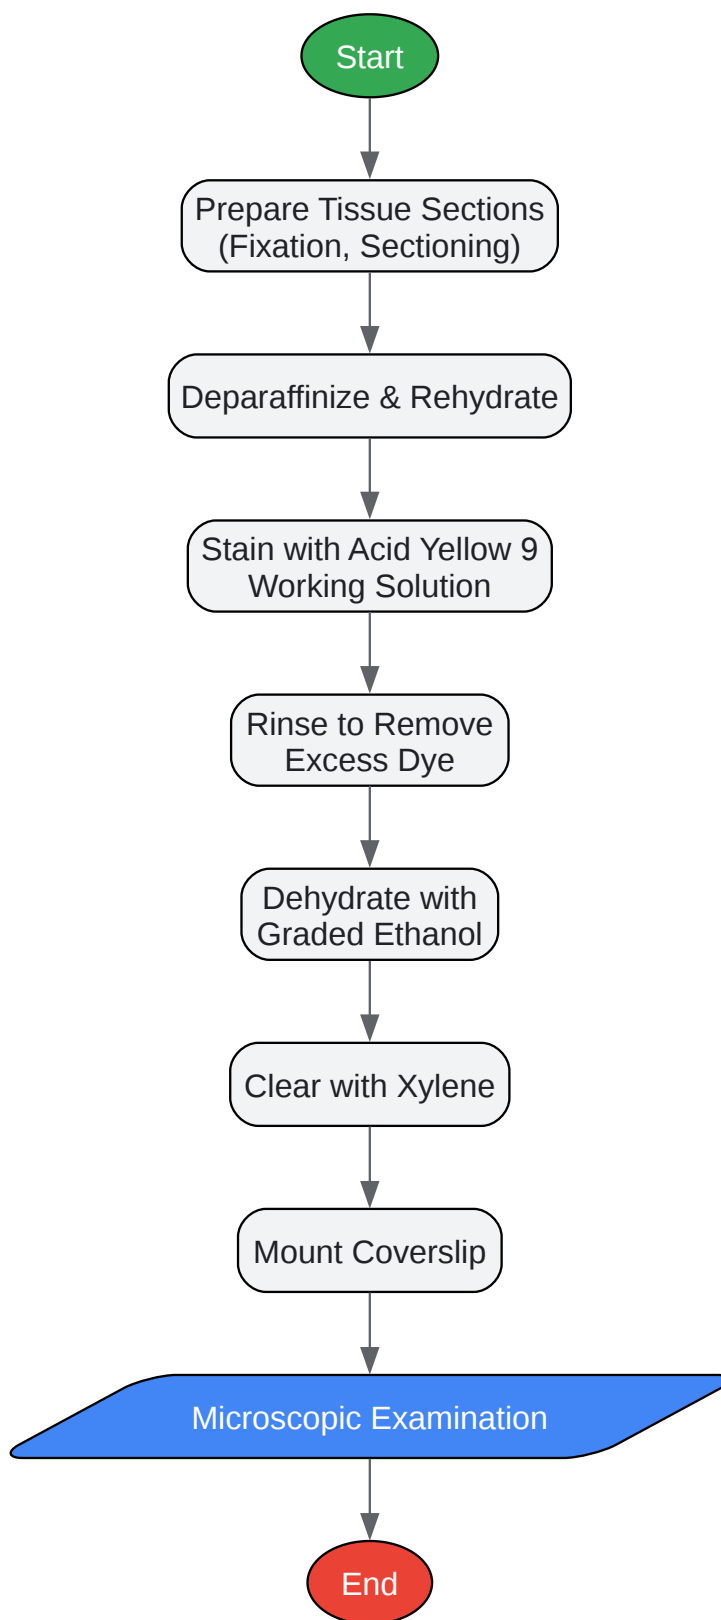 Start
Prepare Tissue Sections
(Fixation, Sectioning)
Deparaffinize & Rehydrate
Stain with Acid Yellow 9
Working Solution
Rinse to Remove
Excess Dye
Dehydrate with
Graded Ethanol
Clear with Xylene
Mount Coverslip
Microscopic Examination
End